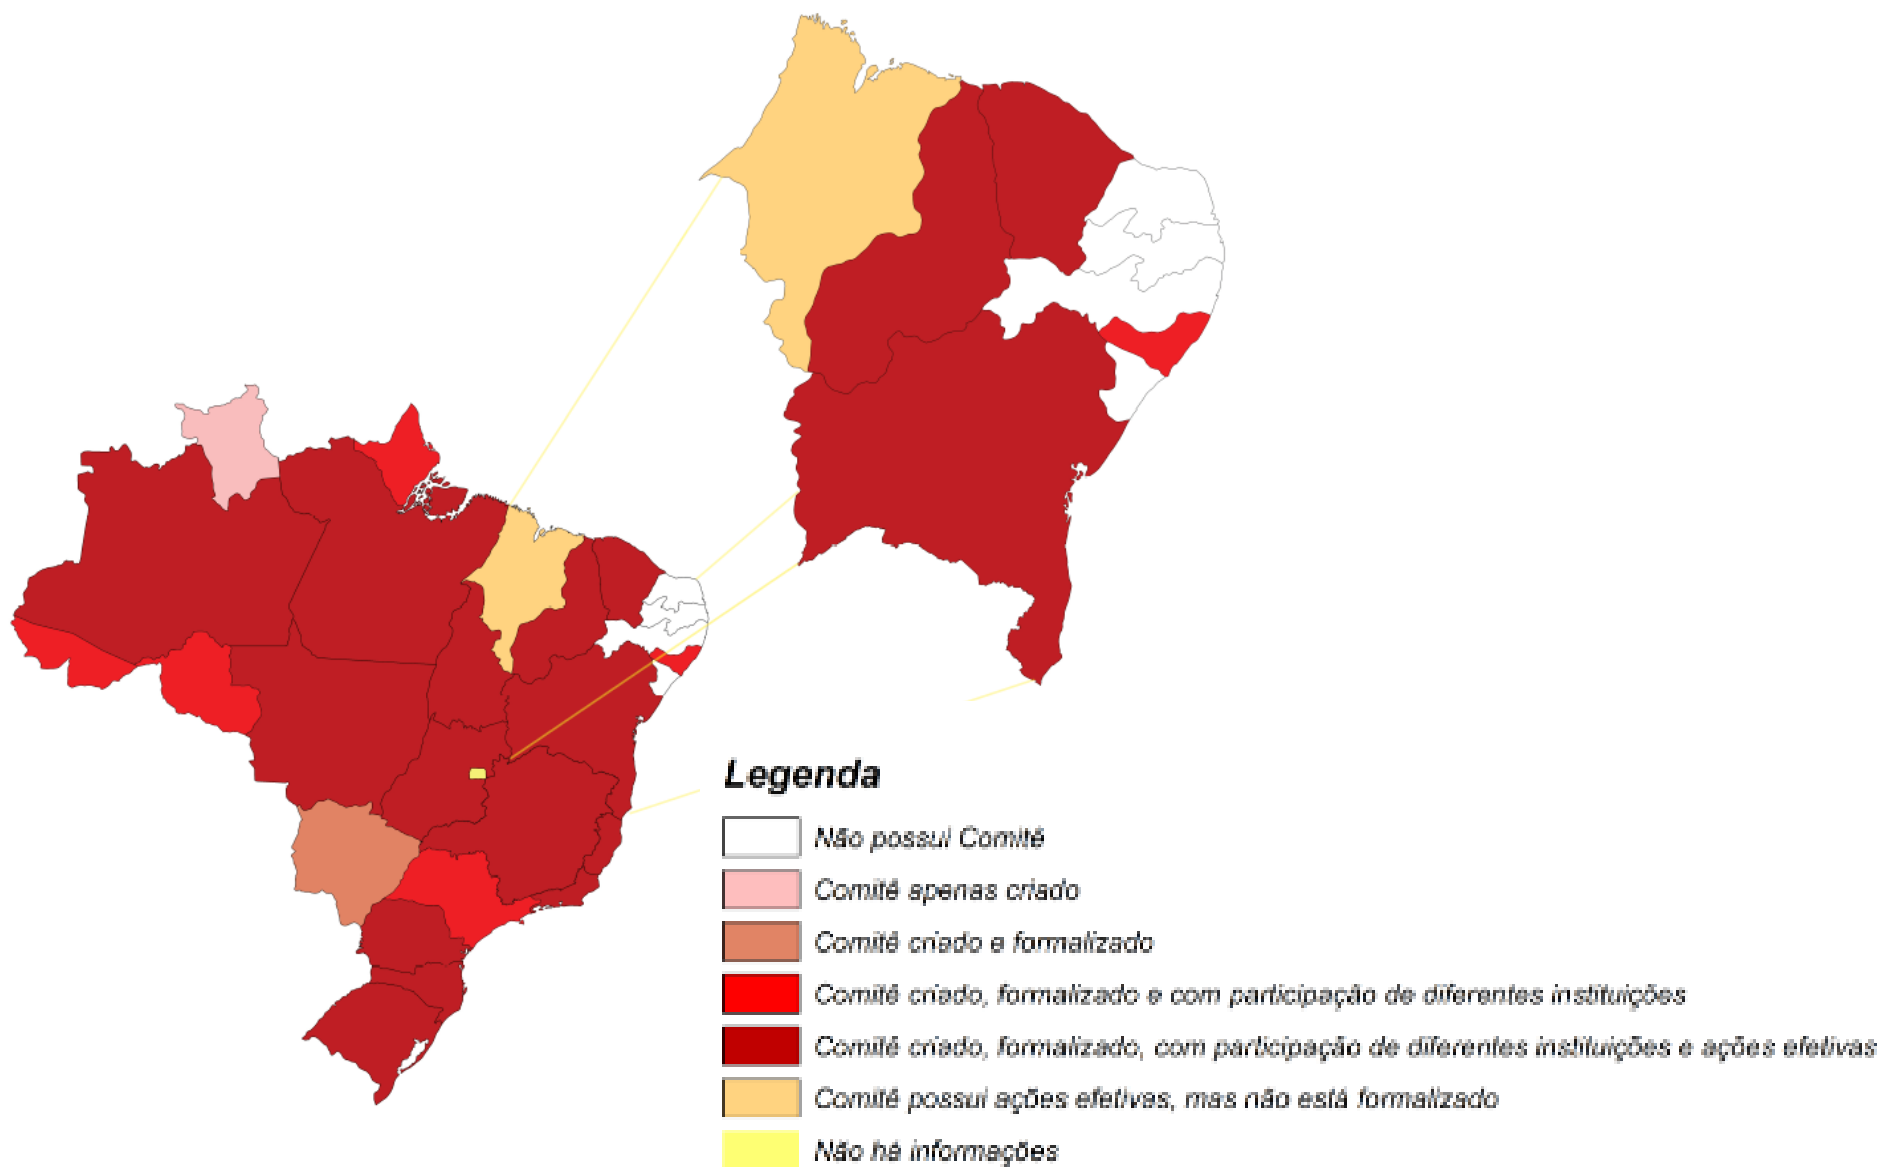 Legenda
Não possui Comitê
Comitê apenas criado
Comitê criado e formalizado
Comitê criado, formalizado e com participação de diferentes instituições
Comitê criado, formalizado, com participação de diferentes instituições e ações efetivas
Comitê possui ações efetivas, mas não está formalizado
Não há informações